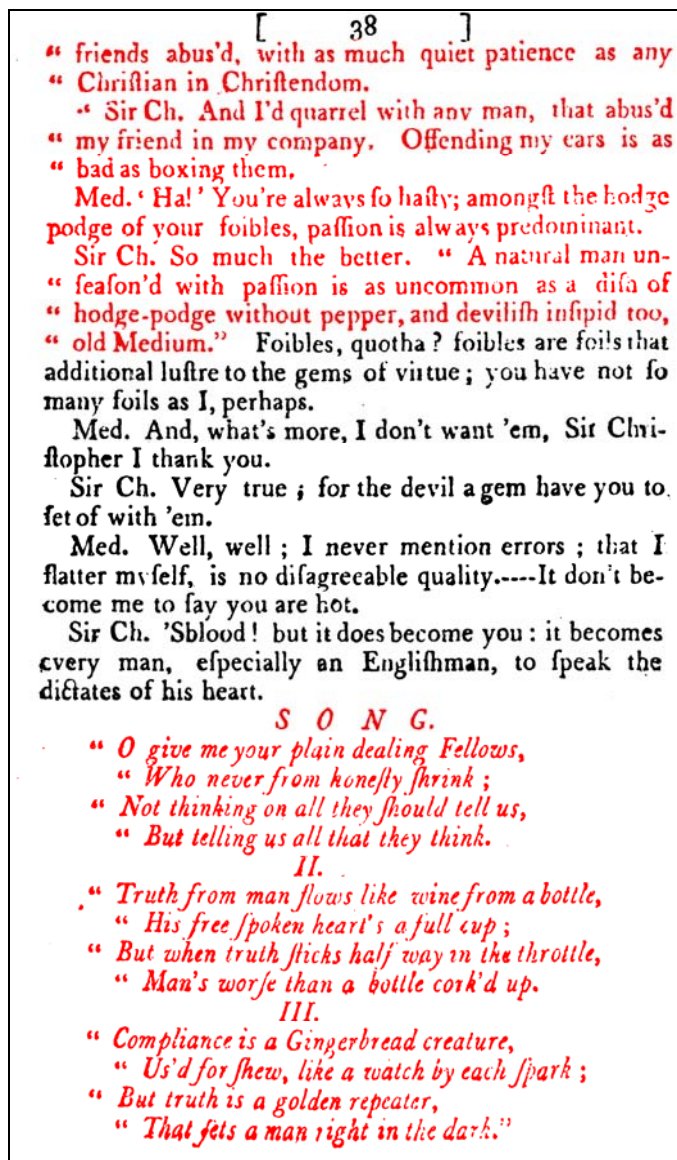 [ 38 ]
“ friends abus'd, with as much quiet patience as any
“ Chriſtian in Chriſtendom.
“ Sir Ch. And I'd quarrel with any man, that abus'd
“ my friend in my company. Offending my ears is as
“ bad as boxing them.
Med. ‘ Ha!’ You're always ſo haſty; amongſt the hodge
podge of your foibles, paſſion is always predominant.
Sir Ch. So much the better. “ A natural man un-
“ ſeaſon'd with paſſion is as uncommon as a diſh of
“ hodge-podge without pepper, and deviliſh inſipid too,
“ old Medium.” Foibles, quotha ? foibles are foils that
additional luſtre to the gems of virtue ; you have not ſo
many foils as I, perhaps.
Med. And, what's more, I don't want 'em, Sir Chri-
ſtopher I thank you.
Sir Ch. Very true ; for the devil a gem have you to
ſet of with 'em.
Med. Well, well ; I never mention errors ; that I
flatter myſelf, is no diſagreeable quality.----It don't be-
come me to ſay you are hot.
Sir Ch. 'Sblood ! but it does become you : it becomes
every man, eſpecially an Engliſhman, to ſpeak the
dictates of his heart.
S O N G.
“ O give me your plain dealing Fellows,
“ Who never from honeſty ſhrink ;
“ Not thinking on all they ſhould tell us,
“ But telling us all that they think.
II.
“ Truth from man flows like wine from a bottle,
“ His free ſpoken heart's a full cup ;
“ But when truth ſticks half way in the throttle,
“ Man's worſe than a bottle cork'd up.
III.
“ Compliance is a Gingerbread creature,
“ Us'd for ſhew, like a watch by each ſpark ;
“ But truth is a golden repeater,
“ That ſets a man right in the dark.”